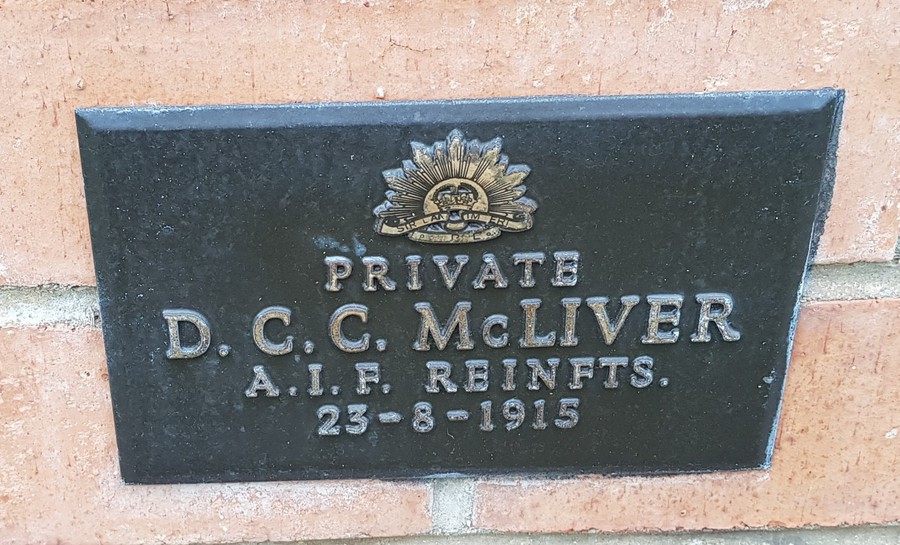 PRIVATE
D. C. C. McLIVER
A. I. F. REINFTS.
23-8-1915